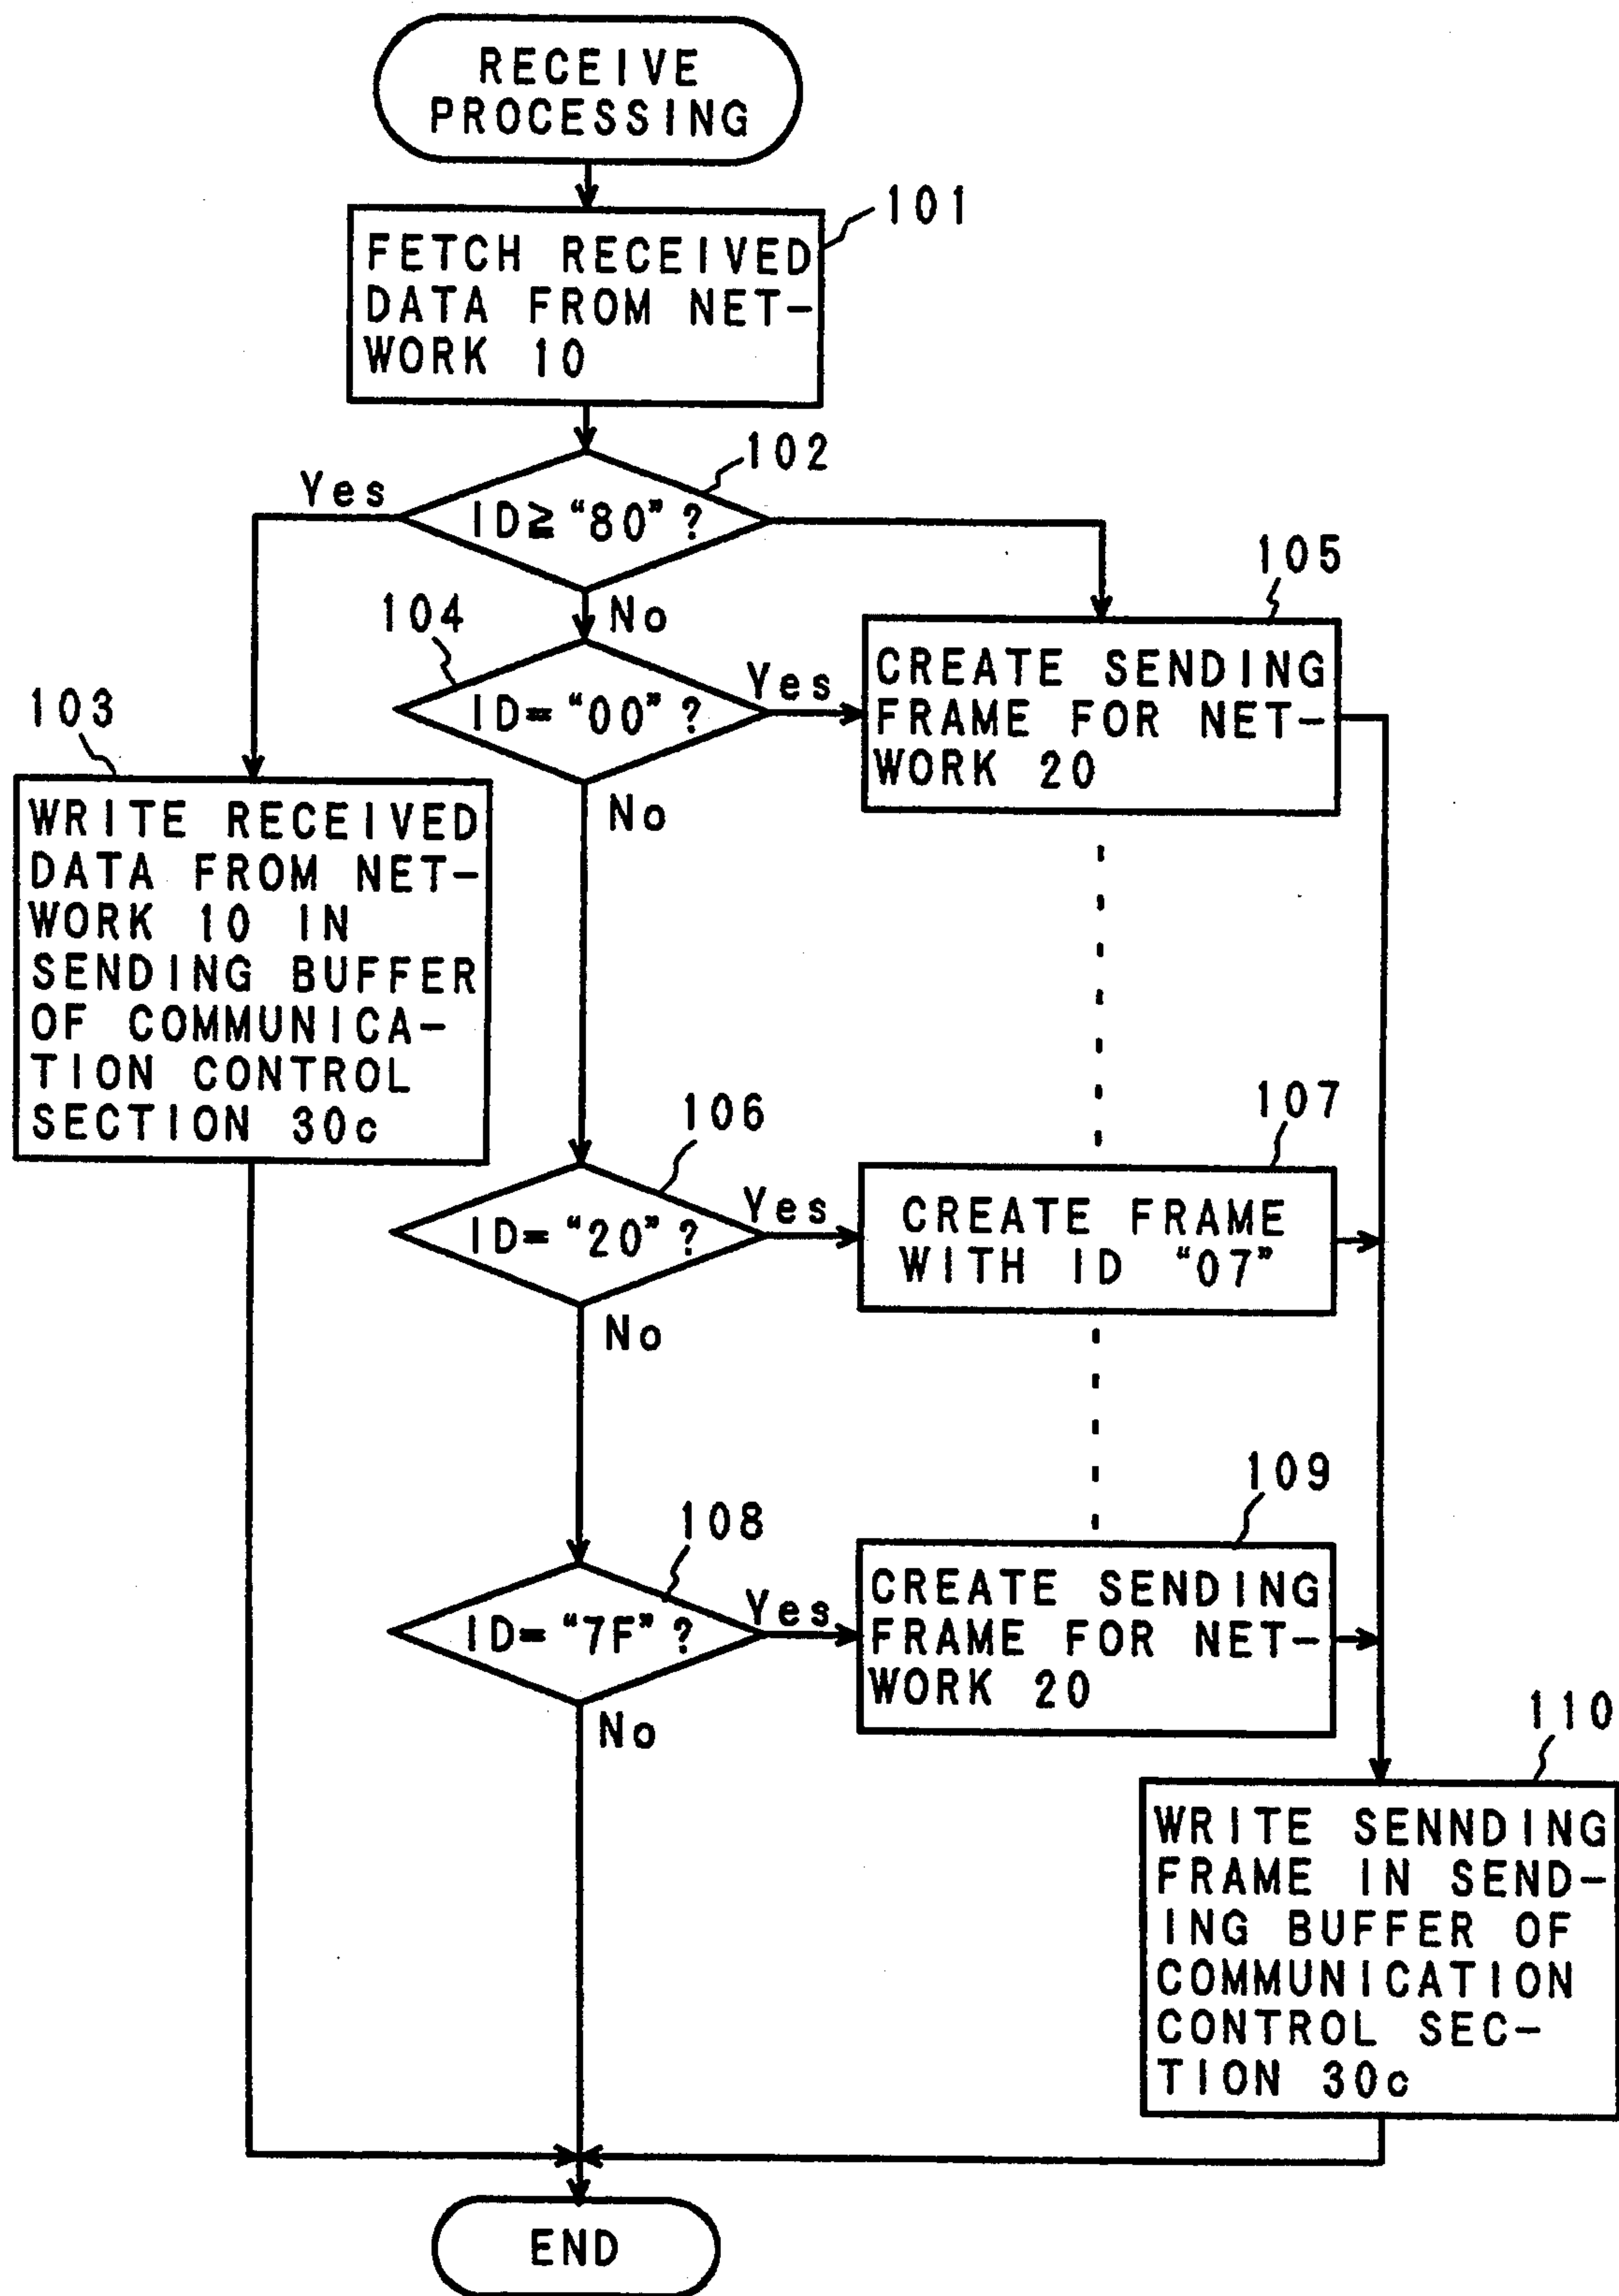 RECEIVE
PROCESSING
101
FETCH RECEIVED
DATA FROM NET-
WORK 10
102
Yes
ID≧"80"?
No
105
104
CREATE SENDING
FRAME FOR NET-
WORK 20
ID="00"?
Yes
No
103
WRITE RECEIVED
DATA FROM NET-
WORK 10 IN
SENDING BUFFER
OF COMMUNICA-
TION CONTROL
SECTION 30c
106
107
ID="20"?
Yes
CREATE FRAME
WITH ID "07"
No
108
109
ID="7F"?
Yes
CREATE SENDING
FRAME FOR NET-
WORK 20
No
110
WRITE SENNDING
FRAME IN SEND-
ING BUFFER OF
COMMUNICATION
CONTROL SEC-
TION 30c
END